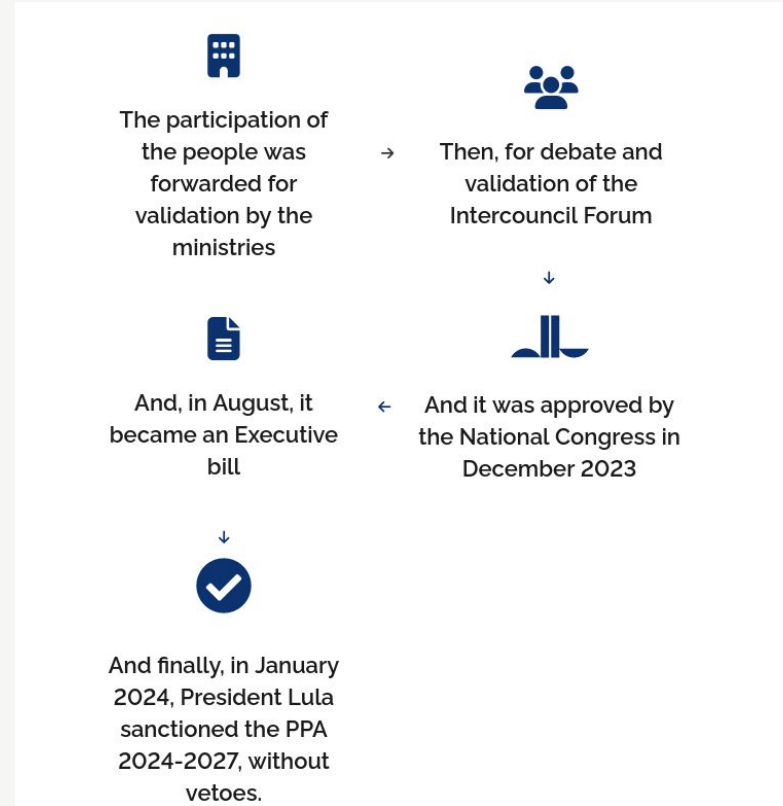 The participation of
the people was
forwarded for
validation by the
ministries
Then, for debate and
validation of the
Intercouncil Forum
And it was approved by
the National Congress in
December 2023
And, in August, it
became an Executive
bill
And finally, in January
2024, President Lula
sanctioned the PPA
2024-2027, without
vetoes.